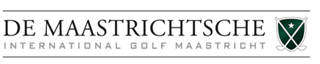 DE MAASTRICHTSCHE
INTERNATIONAL GOLF MAASTRICHT